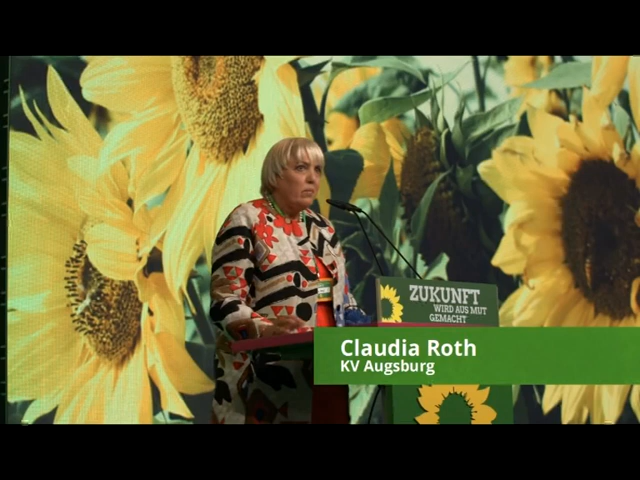 ZUKUNFT
WIRD AUS MUT
GEMACHT
Claudia Roth
KV Augsburg